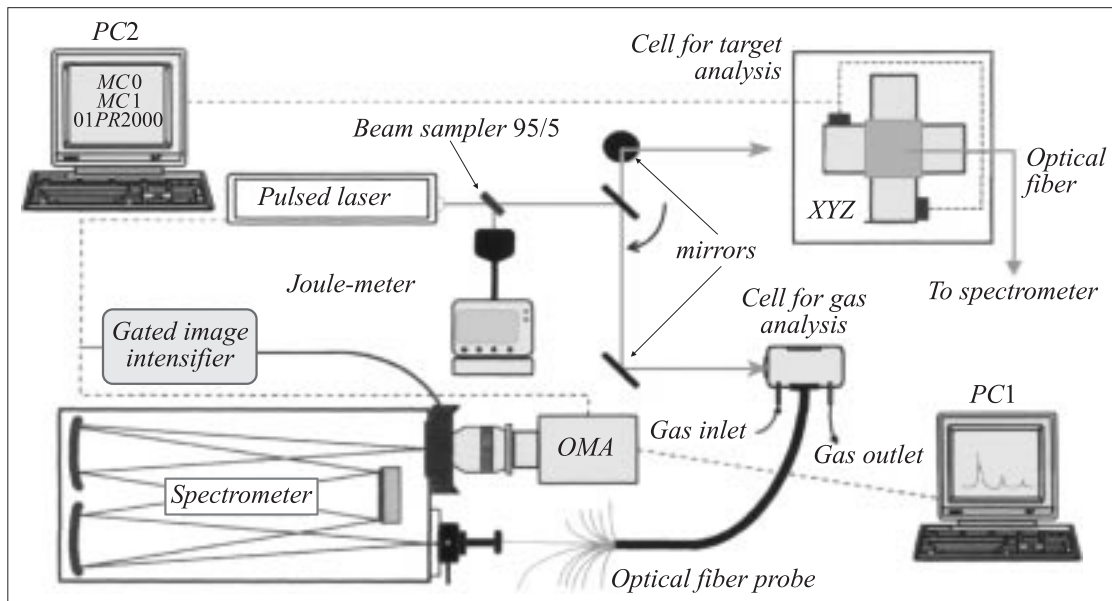 PC2
MC0
MC1
01PR2000
Cell for target
analysis
Beam sampler 95/5
Pulsed laser
Optical
fiber
XYZ
mirrors
Joule-meter
To spectrometer
Cell for gas
analysis
Gated image
intensifier
PC1
Gas inlet
OMA
Gas outlet
Spectrometer
Optical fiber probe